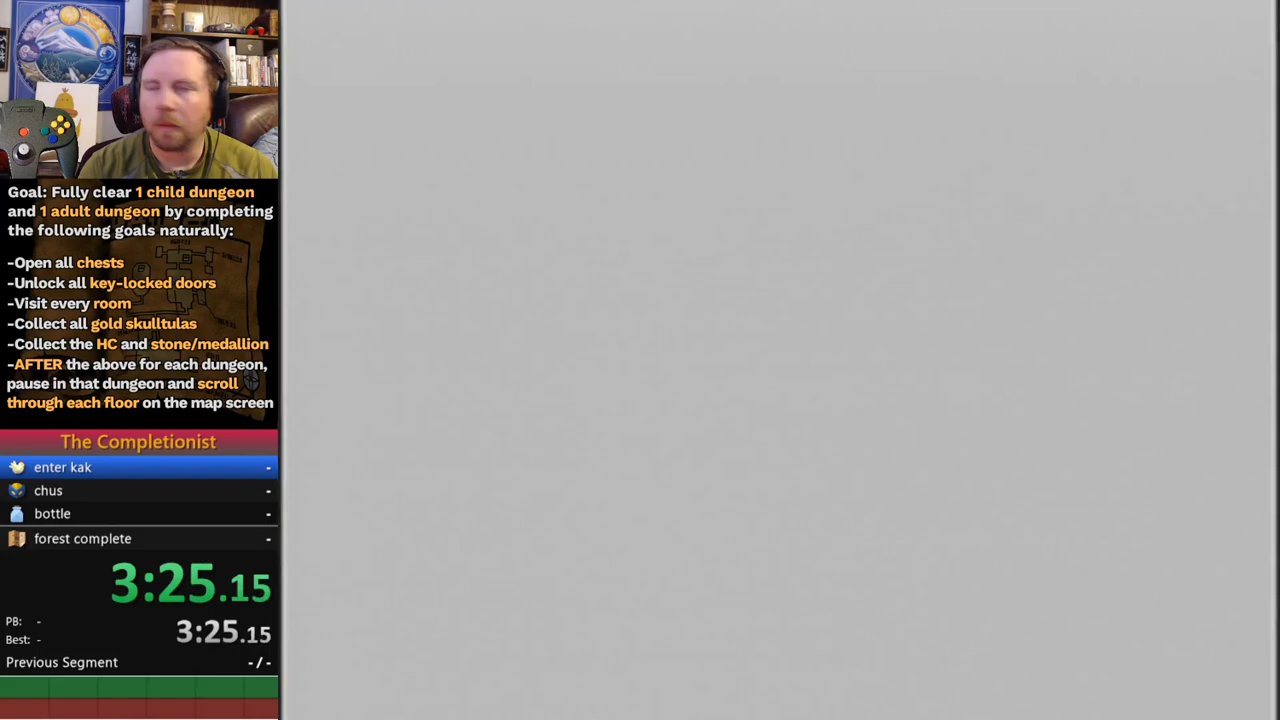 Goal: Fully clear 1 child dungeon
and 1 adult dungeon by completing
the following goals naturally:
-Open all chests
-Unlock all key-locked doors
-Visit every room
-Collect all gold skulltulas
-Collect the HC and stone/medallion
-AFTER the above for each dungeon,
pause in that dungeon and scroll
through each floor on the map screen
The Completionist
enter kak -
chus -
bottle -
forest complete -
3:25.15
PB: -
3:25.15
Best: -
Previous Segment -/-